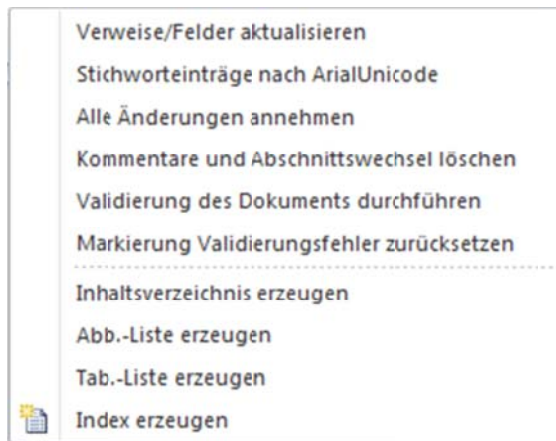 Verweise/Felder aktualisieren
Stichworteinträge nach ArialUnicode
Alle Änderungen annehmen
Kommentare und Abschnittswechsel löschen
Validierung des Dokuments durchführen
Markierung Validierungsfehler zurücksetzen
Inhaltsverzeichnis erzeugen
Abb.-Liste erzeugen
Tab.-Liste erzeugen
Index erzeugen